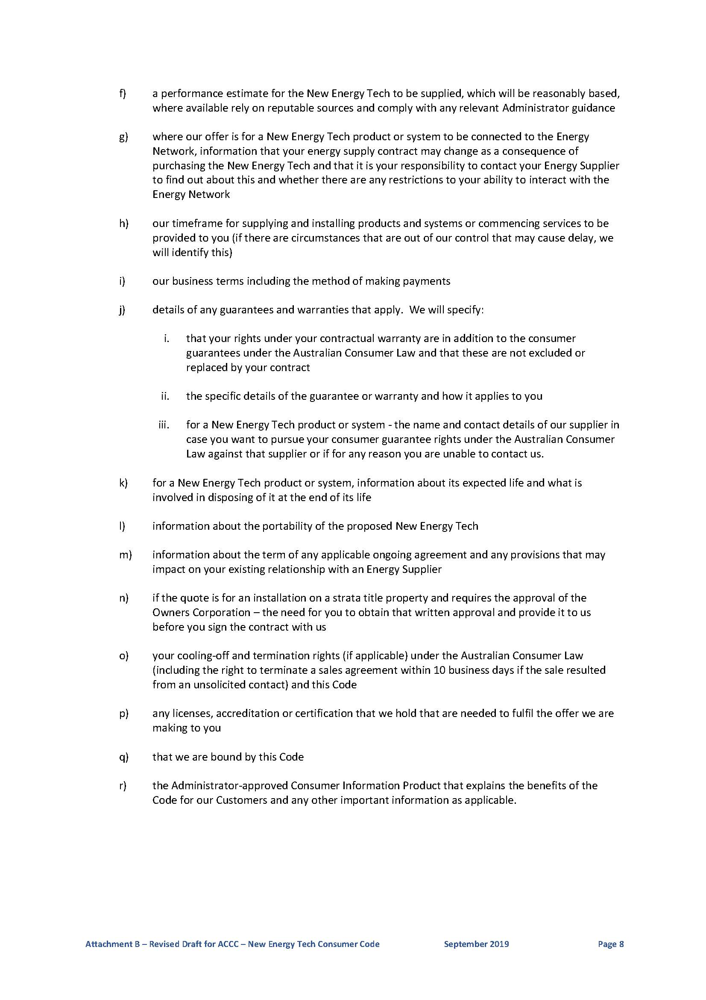 f) a performance estimate for the New Energy Tech to be supplied, which will be reasonably based,
where available rely on reputable sources and comply with any relevant Administrator guidance
g) where our offer is for a New Energy Tech product or system to be connected to the Energy
Network, information that your energy supply contract may change as a consequence of
purchasing the New Energy Tech and that it is your responsibility to contact your Energy Supplier
to find out about this and whether there are any restrictions to your ability to interact with the
Energy Network
h) our timeframe for supplying and installing products and systems or commencing services to be
provided to you (if there are circumstances that are out of our control that may cause delay, we
will identify this)
i) our business terms including the method of making payments
j) details of any guarantees and warranties that apply.  We will specify:
i. that your rights under your contractual warranty are in addition to the consumer
guarantees under the Australian Consumer Law and that these are not excluded or
replaced by your contract
ii. the specific details of the guarantee or warranty and how it applies to you
iii. for a New Energy Tech product or system - the name and contact details of our supplier in
case you want to pursue your consumer guarantee rights under the Australian Consumer
Law against that supplier or if for any reason you are unable to contact us.
k) for a New Energy Tech product or system, information about its expected life and what is
involved in disposing of it at the end of its life
l) information about the portability of the proposed New Energy Tech
m) information about the term of any applicable ongoing agreement and any provisions that may
impact on your existing relationship with an Energy Supplier
n) if the quote is for an installation on a strata title property and requires the approval of the
Owners Corporation – the need for you to obtain that written approval and provide it to us
before you sign the contract with us
o) your cooling-off and termination rights (if applicable) under the Australian Consumer Law
(including the right to terminate a sales agreement within 10 business days if the sale resulted
from an unsolicited contact) and this Code
p) any licenses, accreditation or certification that we hold that are needed to fulfil the offer we are
making to you
q) that we are bound by this Code
r) the Administrator-approved Consumer Information Product that explains the benefits of the
Code for our Customers and any other important information as applicable.
Attachment B – Revised Draft for ACCC – New Energy Tech Consumer Code September 2019 Page 8